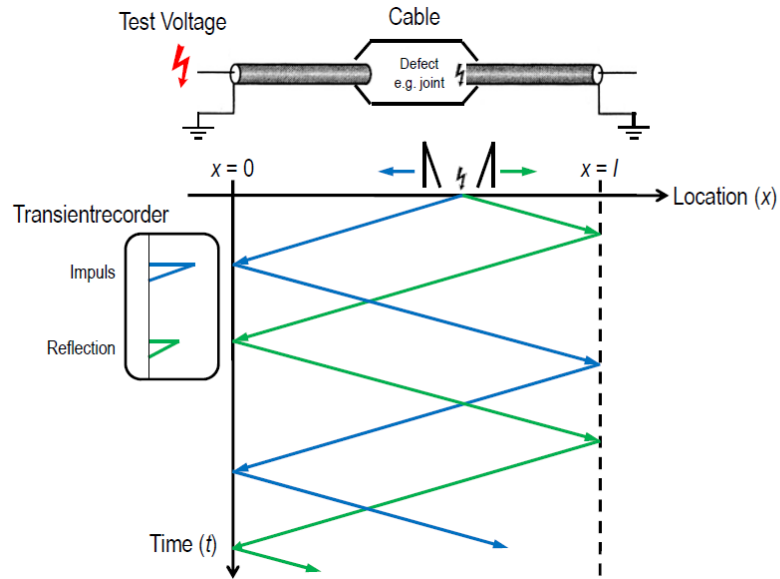 Test Voltage
Cable
Defect
e.g. joint
x = 0
x = l
Location (x)
Transientrecorder
Impuls
Reflection
Time (t)